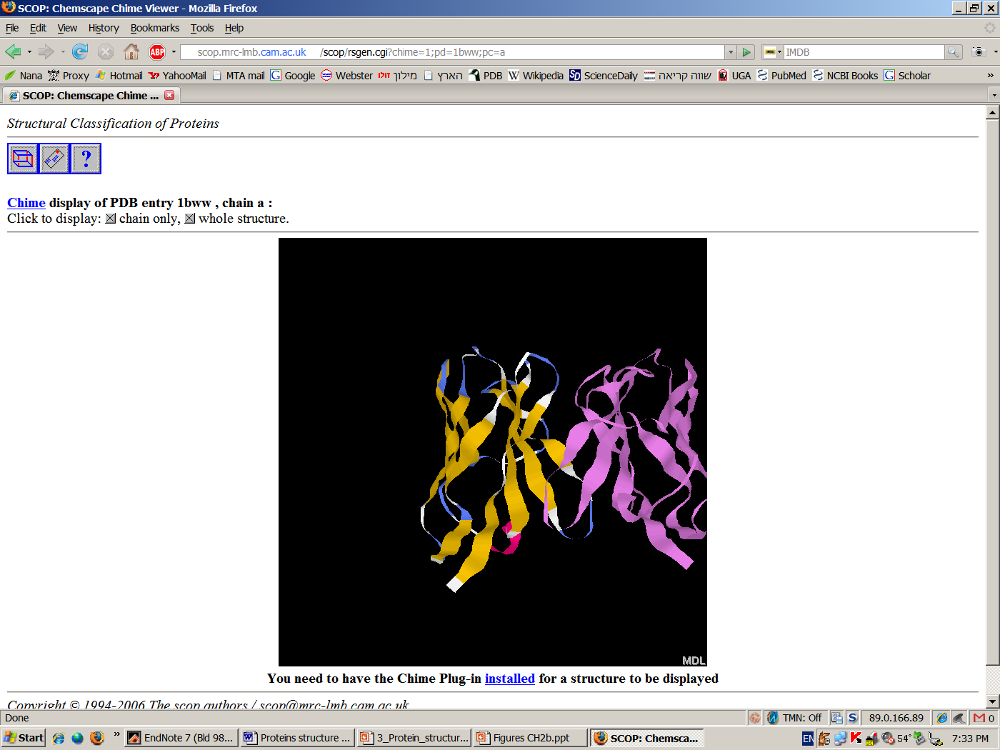 SCOP: Chemscape Chime Viewer - Mozilla Firefox
File Edit View History Bookmarks Tools Help
ABP scop.mrc-lmb.cam.ac.uk /scop/rsgen.cgi?chime=1;pd=1bww;pc=a IMDB
Nana Proxy Hotmail YahooMail MTA mail Google Webster מילון זולו הארץ PDB Wikipedia ScienceDaily שווה קריאה UGA PubMed NCBI Books Scholar »
SCOP: Chemscape Chime ...
Structural Classification of Proteins
?
Chime display of PDB entry 1bww , chain a :
Click to display: chain only, whole structure.
MDL
You need to have the Chime Plug-in installed for a structure to be displayed
Copyright © 1994-2006 The scop authors / scop@mrc-lmb.cam.ac.uk
Done TMN: Off S 89.0.166.89 0
Start » EndNote 7 (Bld 98... Proteins structure ... 3_Protein_structur... Figures CH2b.ppt SCOP: Chemsca... EN 54° 7:33 PM